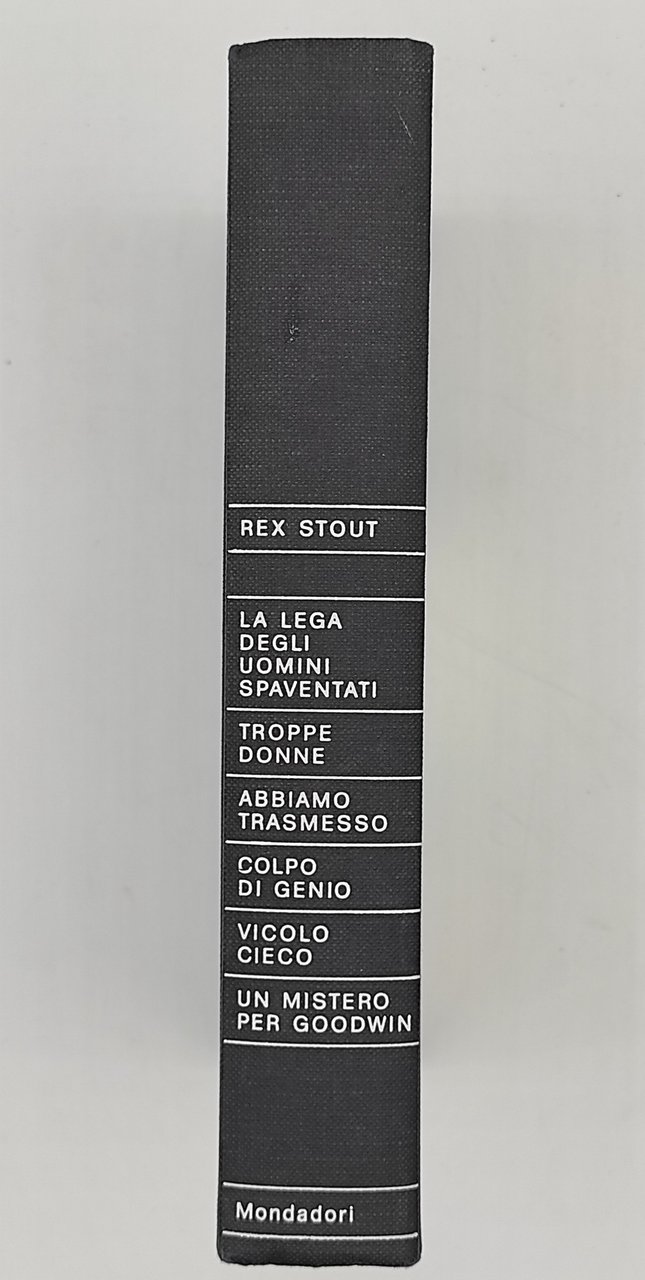 REX STOUT
LA LEGA
DEGLI
UOMINI
SPAVENTATI
TROPPE
DONNE
ABBIAMO
TRASMESSO
COLPO
DI GENIO
VICOLO
CIECO
UN MISTERO
PER GOODWIN
Mondadori